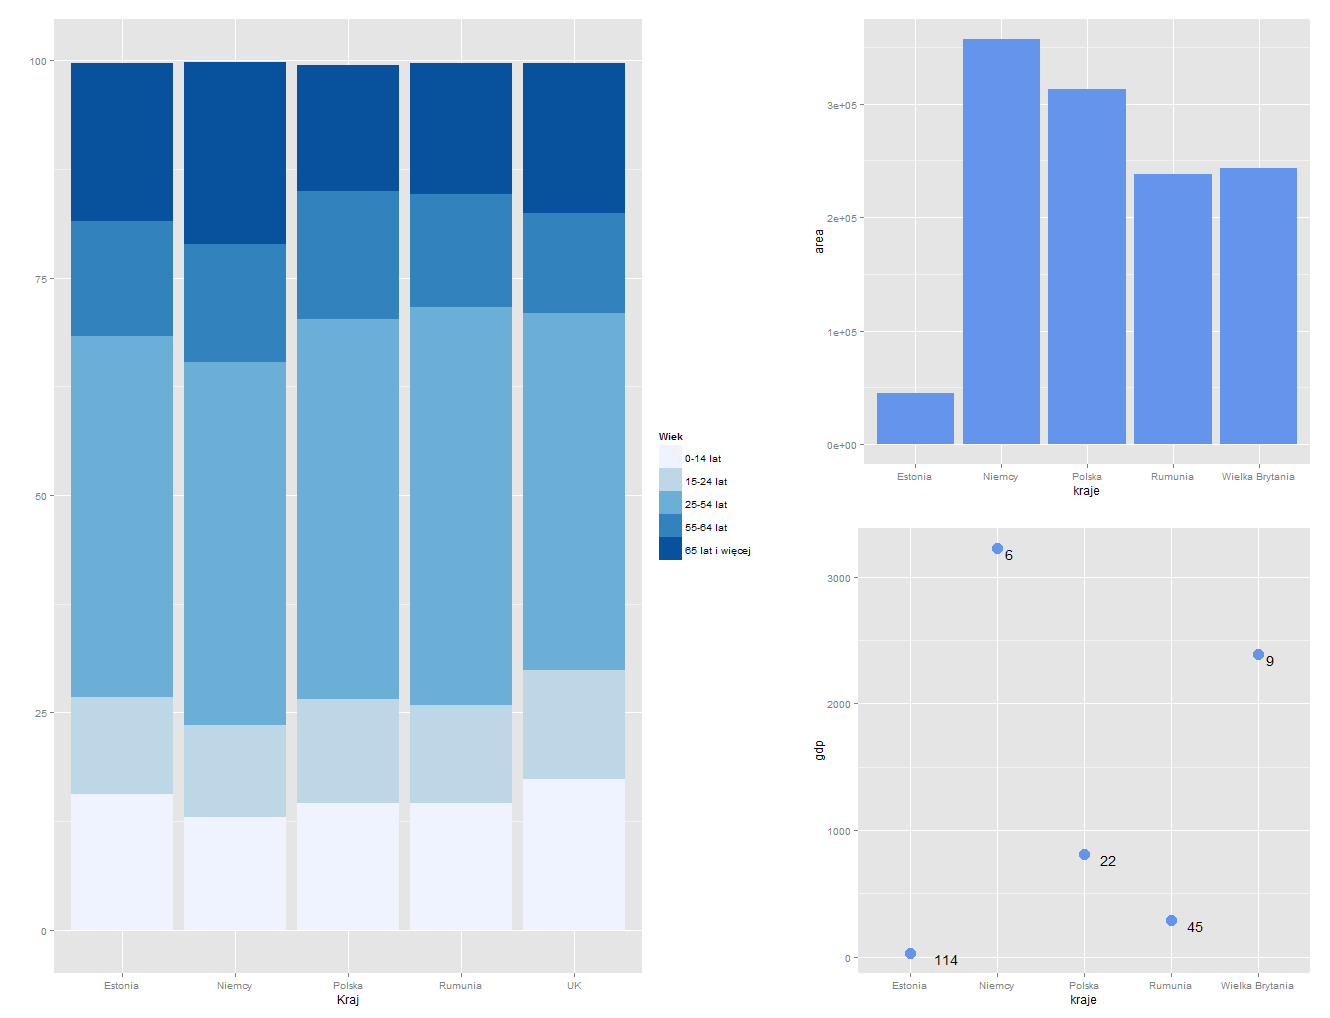 100
75
50
25
0
Estonia Niemcy Polska Rumunia UK
Kraj
Wiek
0-14 lat
15-24 lat
25-54 lat
55-64 lat
65 lat i więcej
area
3e+05
2e+05
1e+05
0e+00
Estonia Niemcy Polska Rumunia Wielka Brytania
kraje
gdp
3000
2000
1000
0
6
9
22
45
114
Estonia Niemcy Polska Rumunia Wielka Brytania
kraje